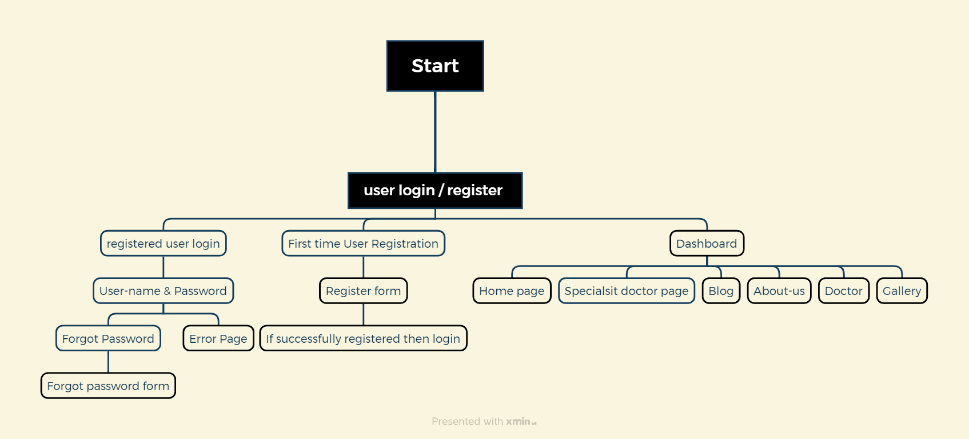 Start
user login / register
registered user login
First time User Registration
Dashboard
User-name & Password
Register form
Home page
Specialsit doctor page
Blog
About-us
Doctor
Gallery
Forgot Password
Error Page
If successfully registered then login
Forgot password form
Presented with xmind